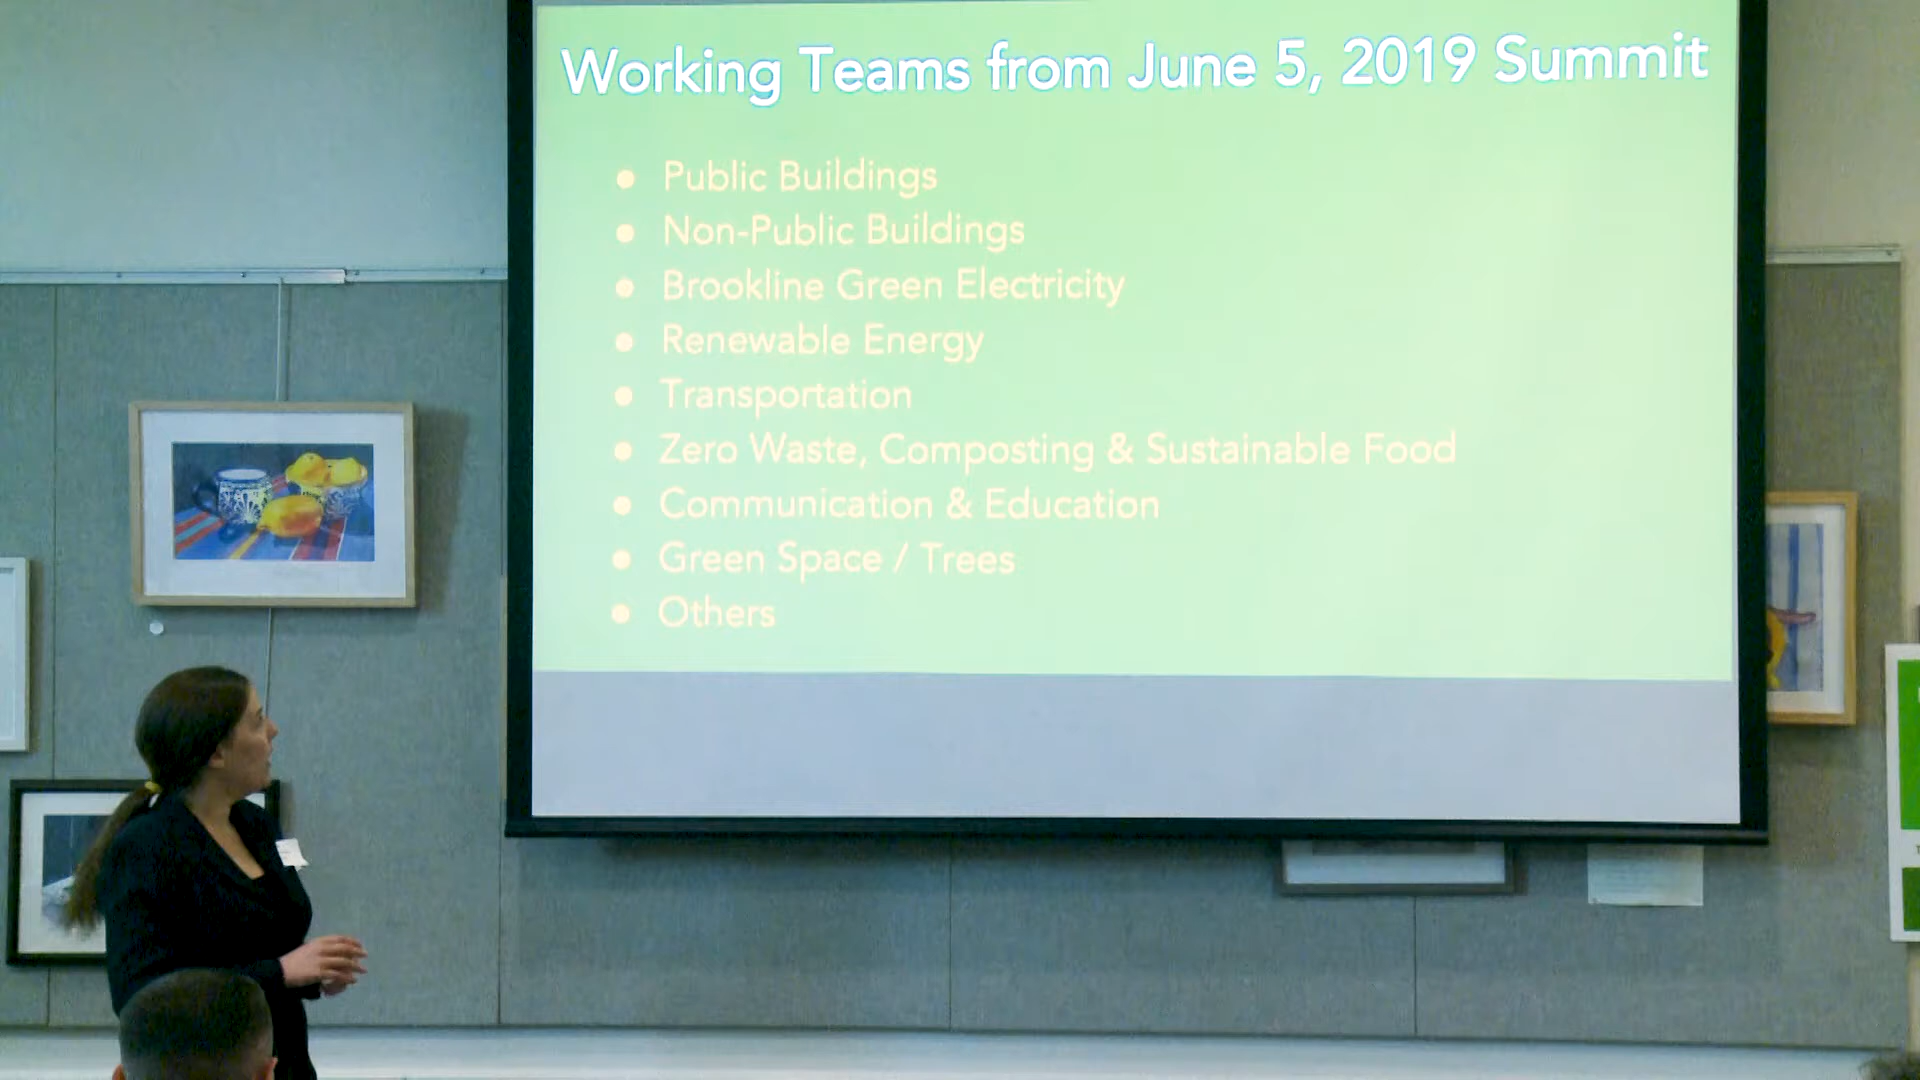 Working Teams from June 5, 2019 Summit
● Public Buildings
● Non-Public Buildings
● Brookline Green Electricity
● Renewable Energy
● Transportation
● Zero Waste, Composting & Sustainable Food
● Communication & Education
● Green Space / Trees
● Others